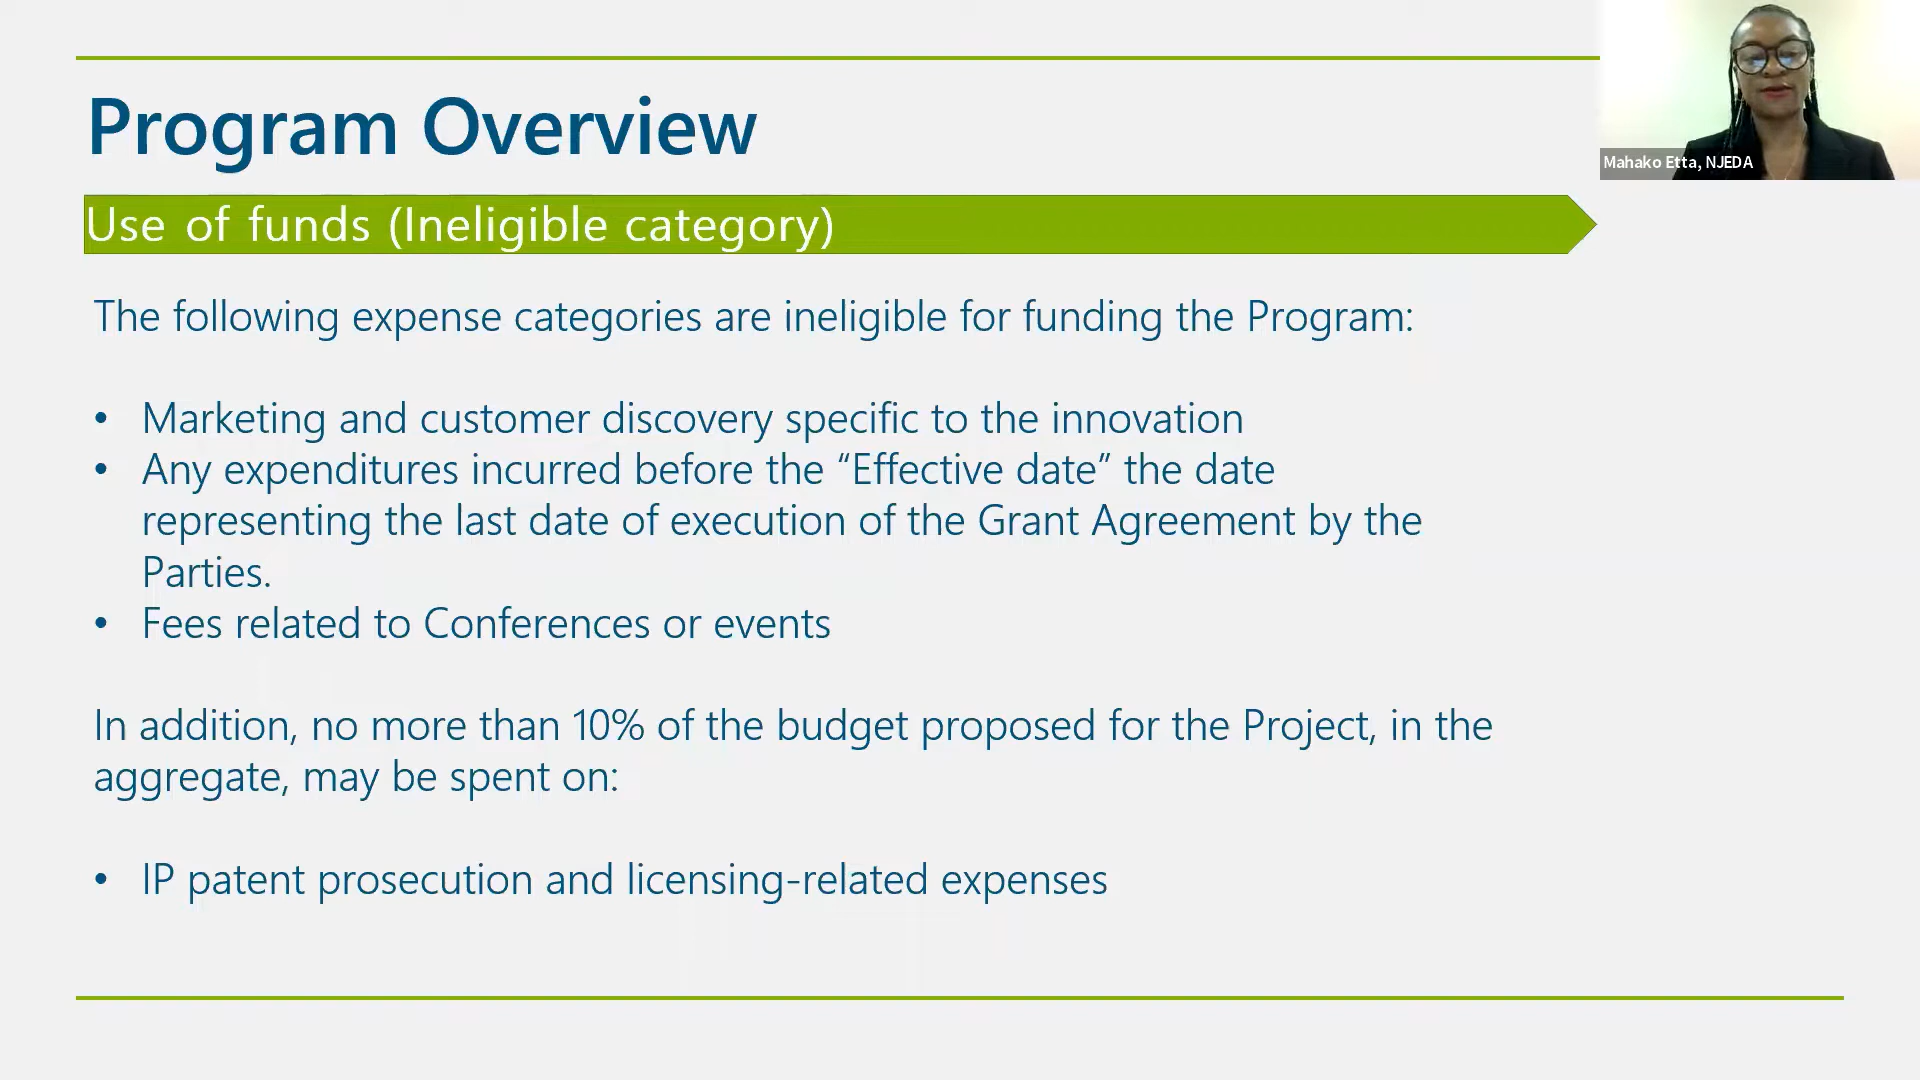 Program Overview
Mahako Etta, NJEDA
Use of funds (Ineligible category)
The following expense categories are ineligible for funding the Program:
• Marketing and customer discovery specific to the innovation
• Any expenditures incurred before the “Effective date” the date
representing the last date of execution of the Grant Agreement by the
Parties.
• Fees related to Conferences or events
In addition, no more than 10% of the budget proposed for the Project, in the
aggregate, may be spent on:
• IP patent prosecution and licensing-related expenses